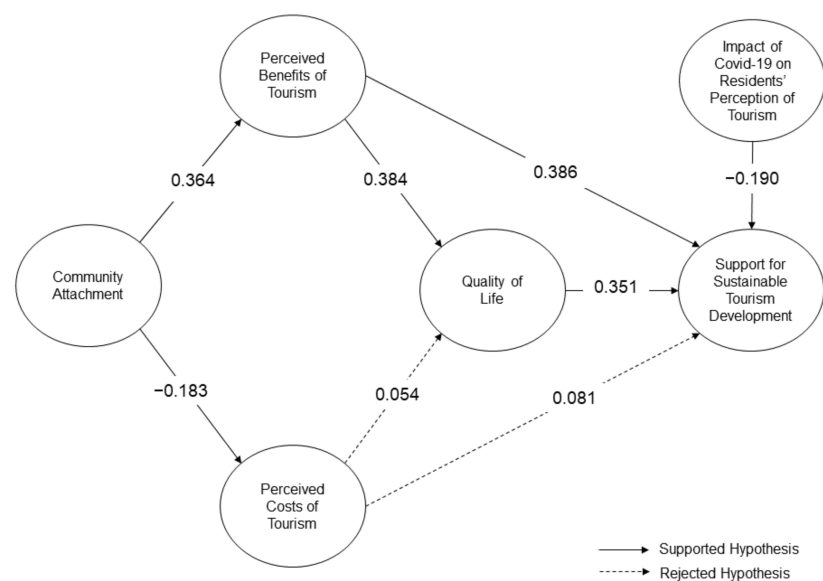 Perceived
Benefits of
Tourism
Impact of
Covid-19 on
Residents'
Perception of
Tourism
0.364
0.384
0.386
−0.190
Community
Attachment
Quality of
Life
0.351
Support for
Sustainable
Tourism
Development
−0.183
0.054
0.081
Perceived
Costs of
Tourism
Supported Hypothesis
Rejected Hypothesis